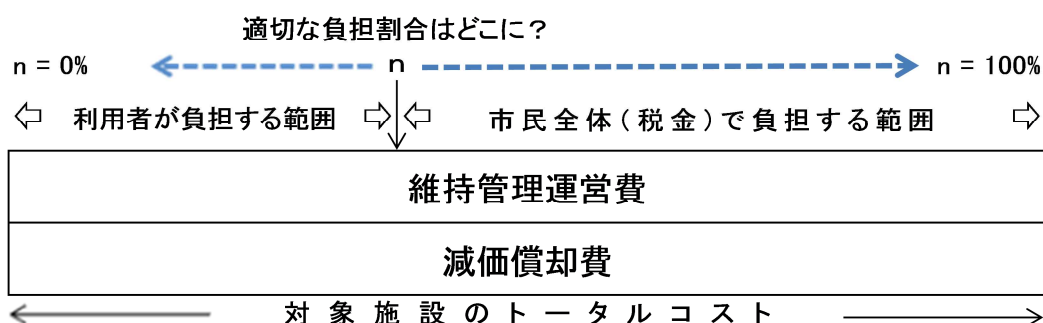 適切な負担割合はどこに？
n = 0% n n = 100%
利用者が負担する範囲 市民全体（税金）で負担する範囲
維持管理運営費
減価償却費
対象施設のトータルコスト